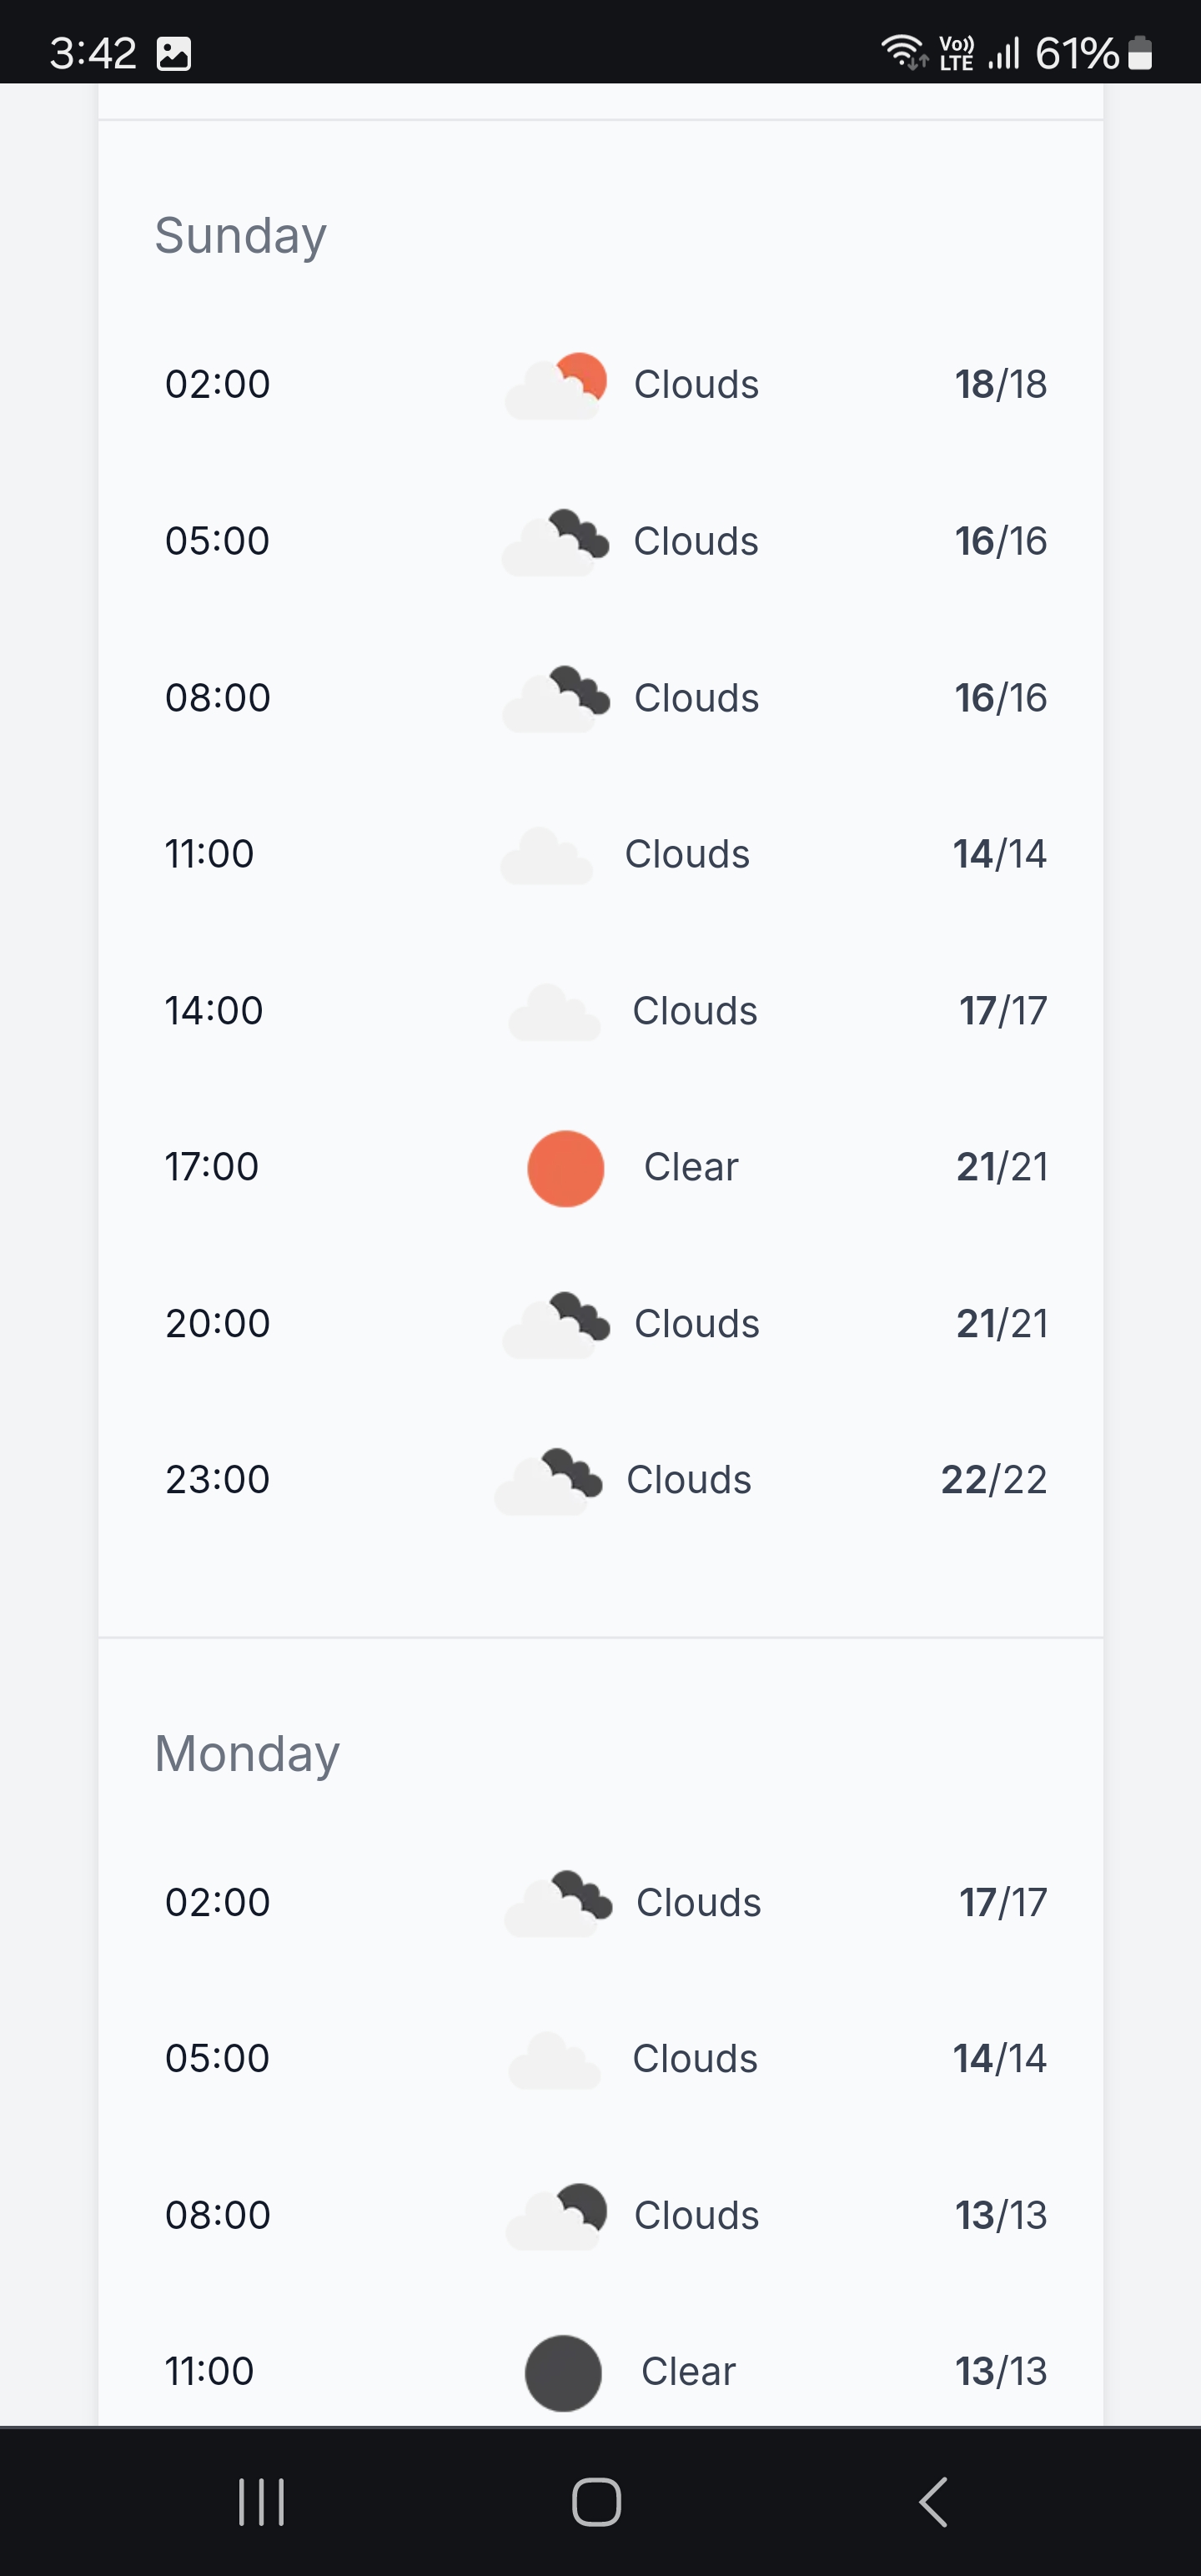 3:42 Vo)) LTE 61%
Sunday
02:00 Clouds 18/18
05:00 Clouds 16/16
08:00 Clouds 16/16
11:00 Clouds 14/14
14:00 Clouds 17/17
17:00 Clear 21/21
20:00 Clouds 21/21
23:00 Clouds 22/22
Monday
02:00 Clouds 17/17
05:00 Clouds 14/14
08:00 Clouds 13/13
11:00 Clear 13/13